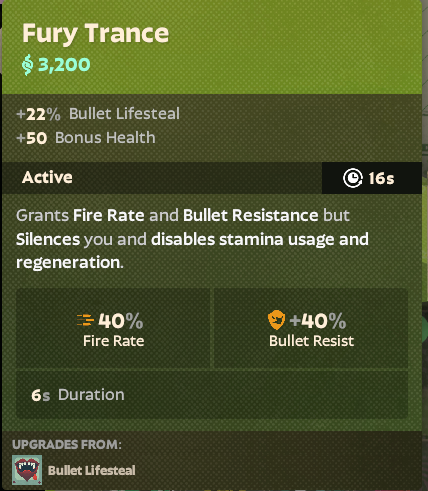 Fury Trance
3,200
+22% Bullet Lifesteal
+50 Bonus Health
Active 16s
Grants Fire Rate and Bullet Resistance but
Silences you and disables stamina usage and
regeneration.
40% +40%
Fire Rate Bullet Resist
6s Duration
UPGRADES FROM:
Bullet Lifesteal